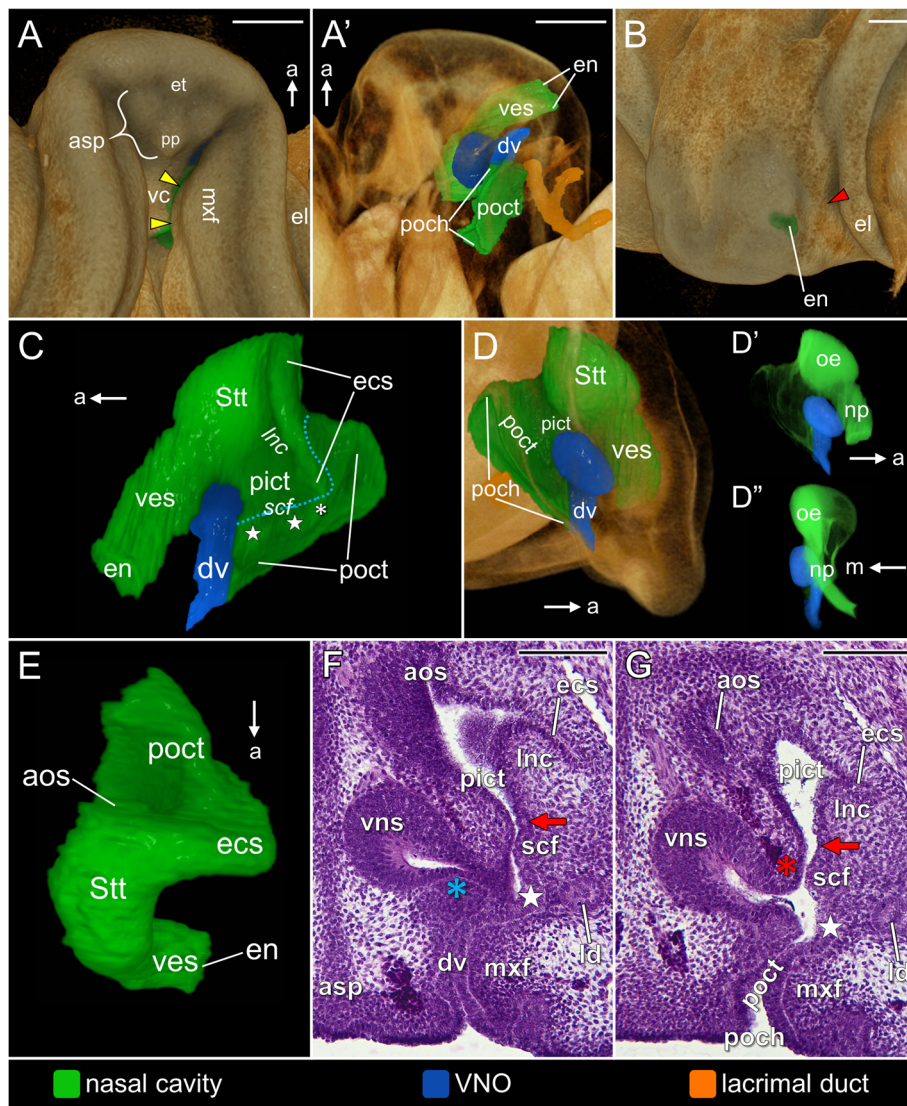 A
et
a
asp
pp
vc
mxf
el
A'
a
en
ves
dv
poch
poct
B
el
en
C
a
Stt
ecs
lnc
pict
ves
scf
*
en
dv
poct
D
Stt
pict
poct
ves
poch
dv
a
D'
oe
np
a
D"
oe
np
m
E
poct
a
aos
ecs
Stt
ves
en
F
aos
ecs
lnc
pict
vns
scf
*
ld
dv
mxf
asp
G
aos
ecs
pict
lnc
vns
*
scf
ld
poct
mxf
poch
nasal cavity
VNO
lacrimal duct